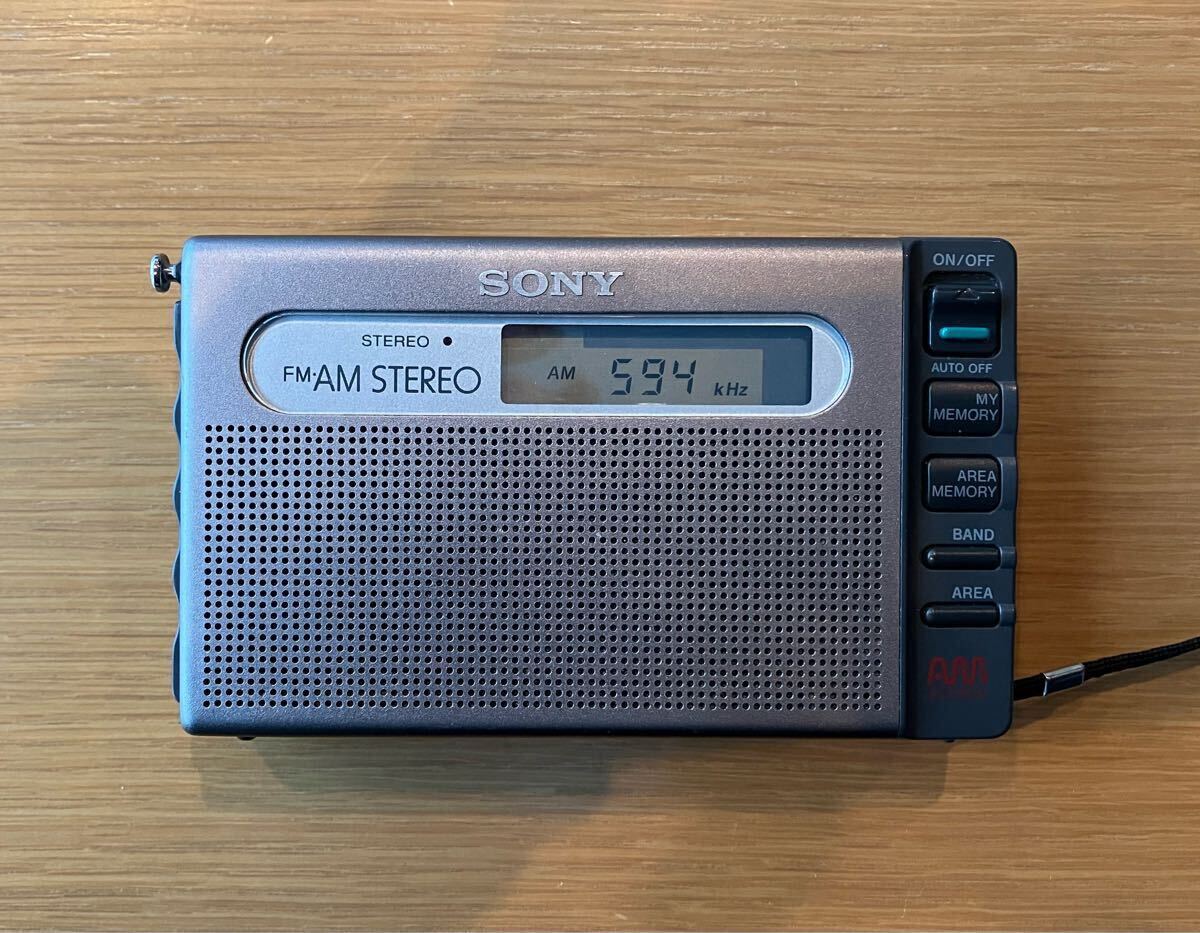 SONY
STEREO
FM·AM STEREO
AM 594 kHz
ON/OFF
AUTO OFF
MY
MEMORY
AREA
MEMORY
BAND
AREA
AM